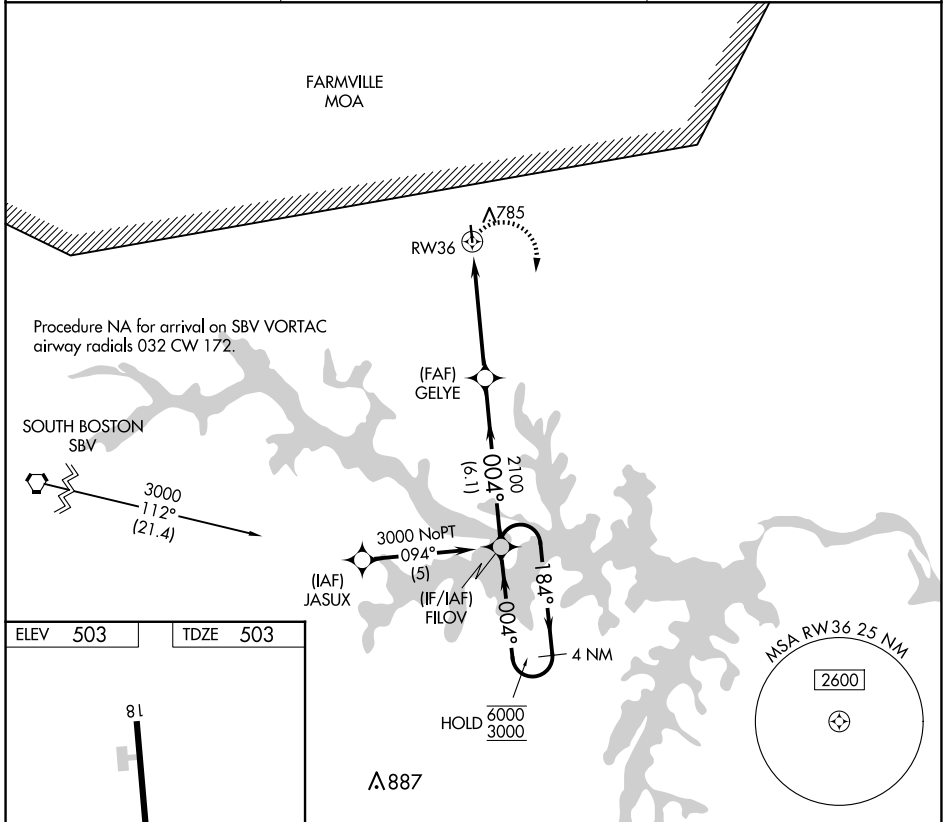 FARMVILLE
MOA
785
RW36
Procedure NA for arrival on SBV VORTAC
airway radials 032 CW 172.
(FAF)
GELYE
SOUTH BOSTON
SBV
3000
112°
(21.4)
2100
004°
(6.1)
3000 NoPT
094°
(5)
(IAF)
JASUX
(IF/IAF)
FILOV
184°
004°
4 NM
HOLD 6000
3000
MSA RW36 25 NM
2600
ELEV 503
TDZE 503
18
887